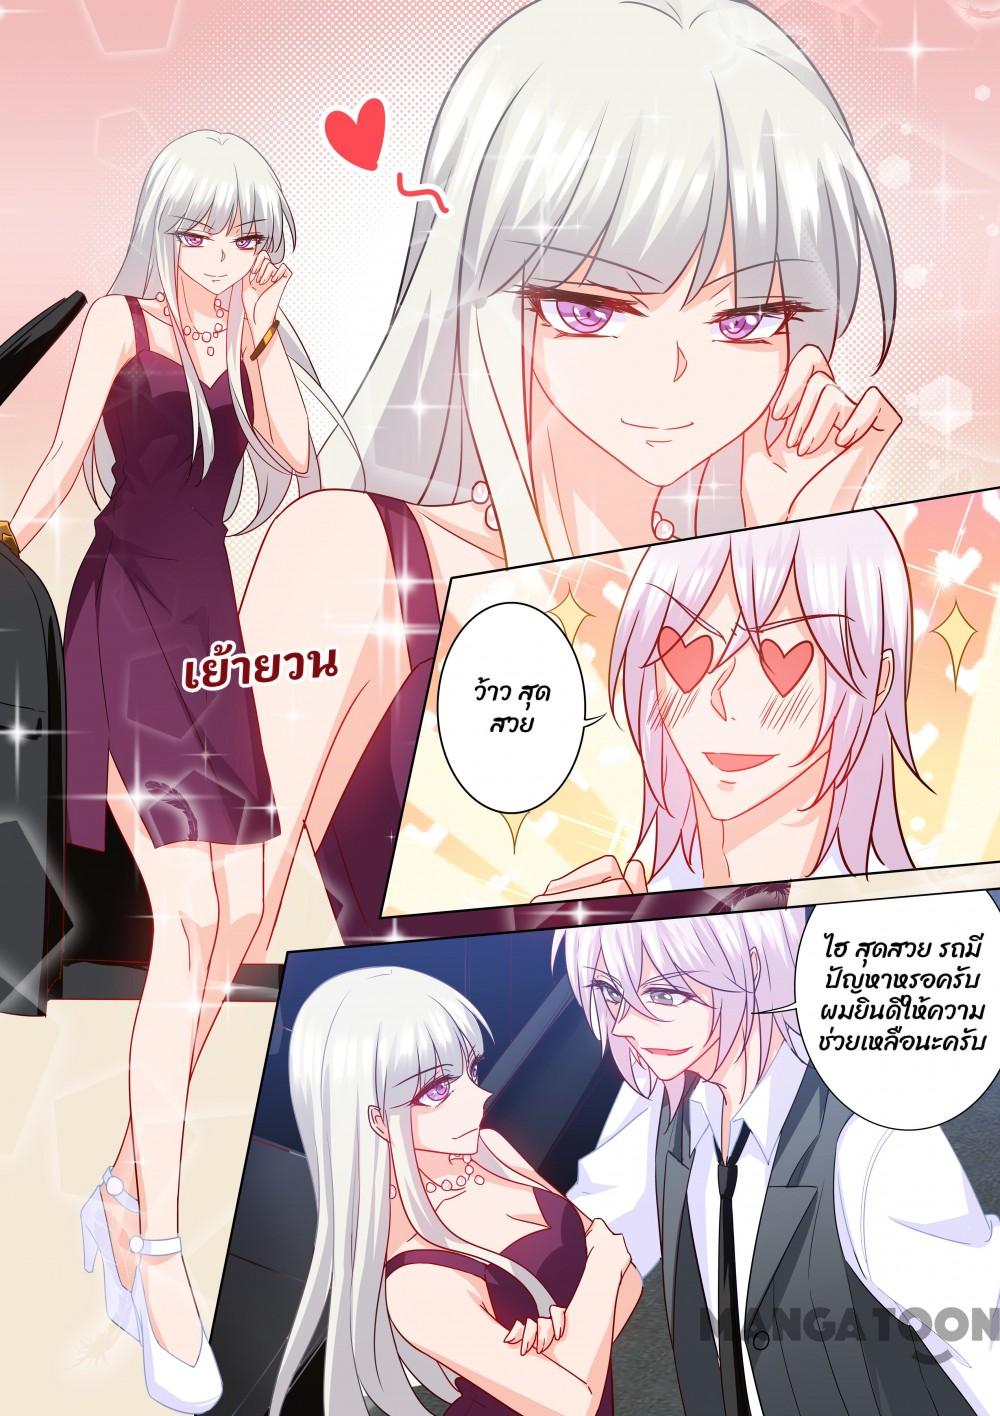 เย้ายวน
ว้าว สุด
สวย
ไฮ สุดสวย รถมี
ปัญหาหรอครับ
ผมยินดีให้ความ
ช่วยเหลือนะครับ
MANGATOON